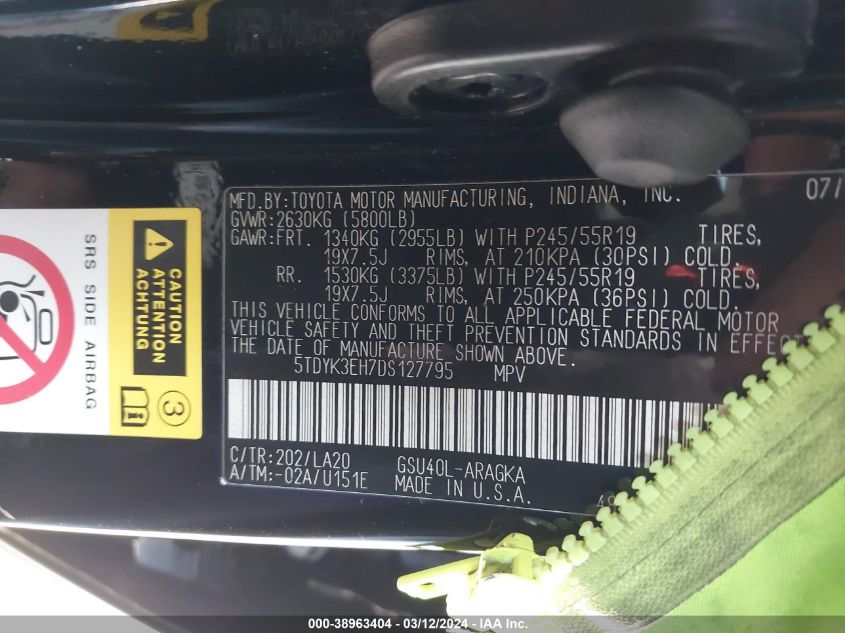 MFD.BY:TOYOTA MOTOR MANUFACTURING, INDIANA, INC. 07/
GVWR:2630KG (5800LB)
GAWR:FRT. 1340KG (2955LB) WITH P245/55R19 TIRES,
19X7.5J RIMS, AT 210KPA (30PSI) COLD.
RR. 1530KG (3375LB) WITH P245/55R19 TIRES,
19X7.5J RIMS, AT 250KPA (36PSI) COLD.
THIS VEHICLE CONFORMS TO ALL APPLICABLE FEDERAL MOTOR
VEHICLE SAFETY AND THEFT PREVENTION STANDARDS IN EFFECT
THE DATE OF MANUFACTURE SHOWN ABOVE.
5TDYK3EH7DS127795 MPV
C/TR:202/LA20 GSU40L-ARAGKA
A/TM:-02A/U151E MADE IN U.S.A.
SRS SIDE AIRBAG
CAUTION
ATTENTION
ACHTUNG
3
000-38963404 - 03/12/2024 - IAAI.com